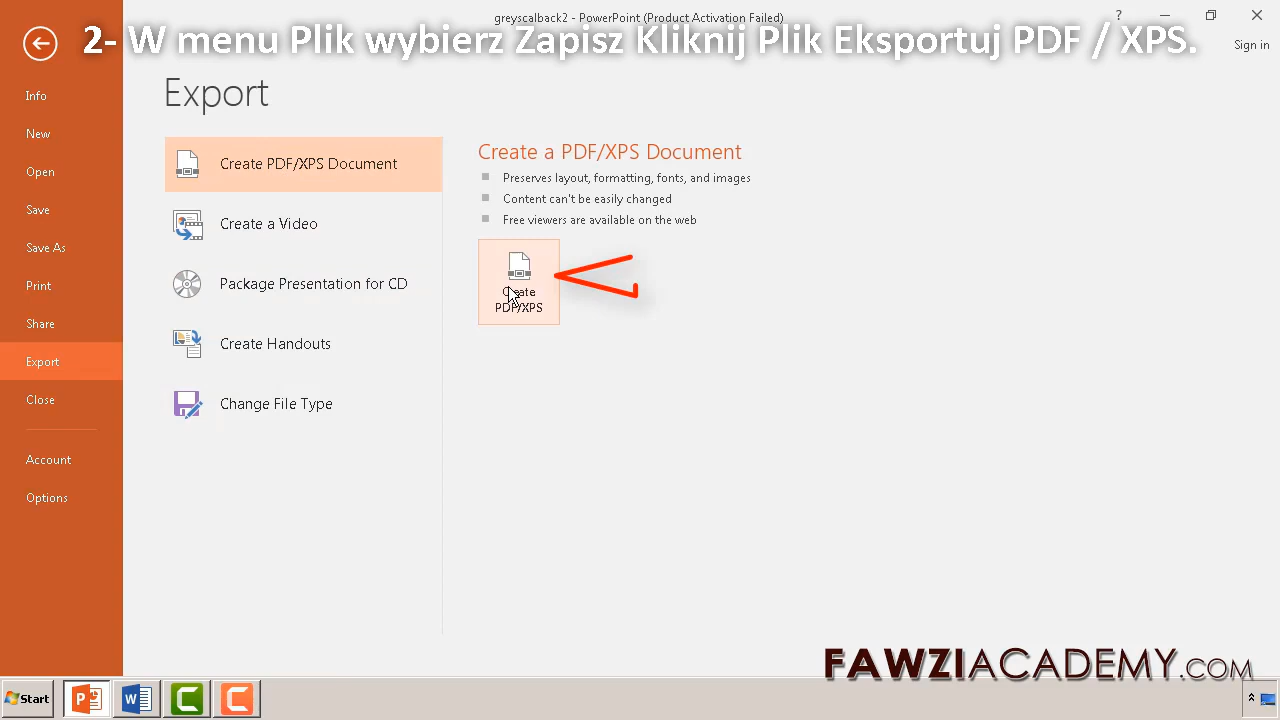 greyscalback2 - PowerPoint (Product Activation Failed)
?
2- W menu Plik wybierz Zapisz Kliknij Plik Eksportuj PDF / XPS.
Sign in
Info
New
Open
Save
Save As
Print
Share
Export
Close
Account
Options
Export
Create PDF/XPS Document
Create a Video
Package Presentation for CD
Create Handouts
Change File Type
Create a PDF/XPS Document
Preserves layout, formatting, fonts, and images
Content can't be easily changed
Free viewers are available on the web
Create
PDF/XPS
FAWZIACADEMY.COM
Start